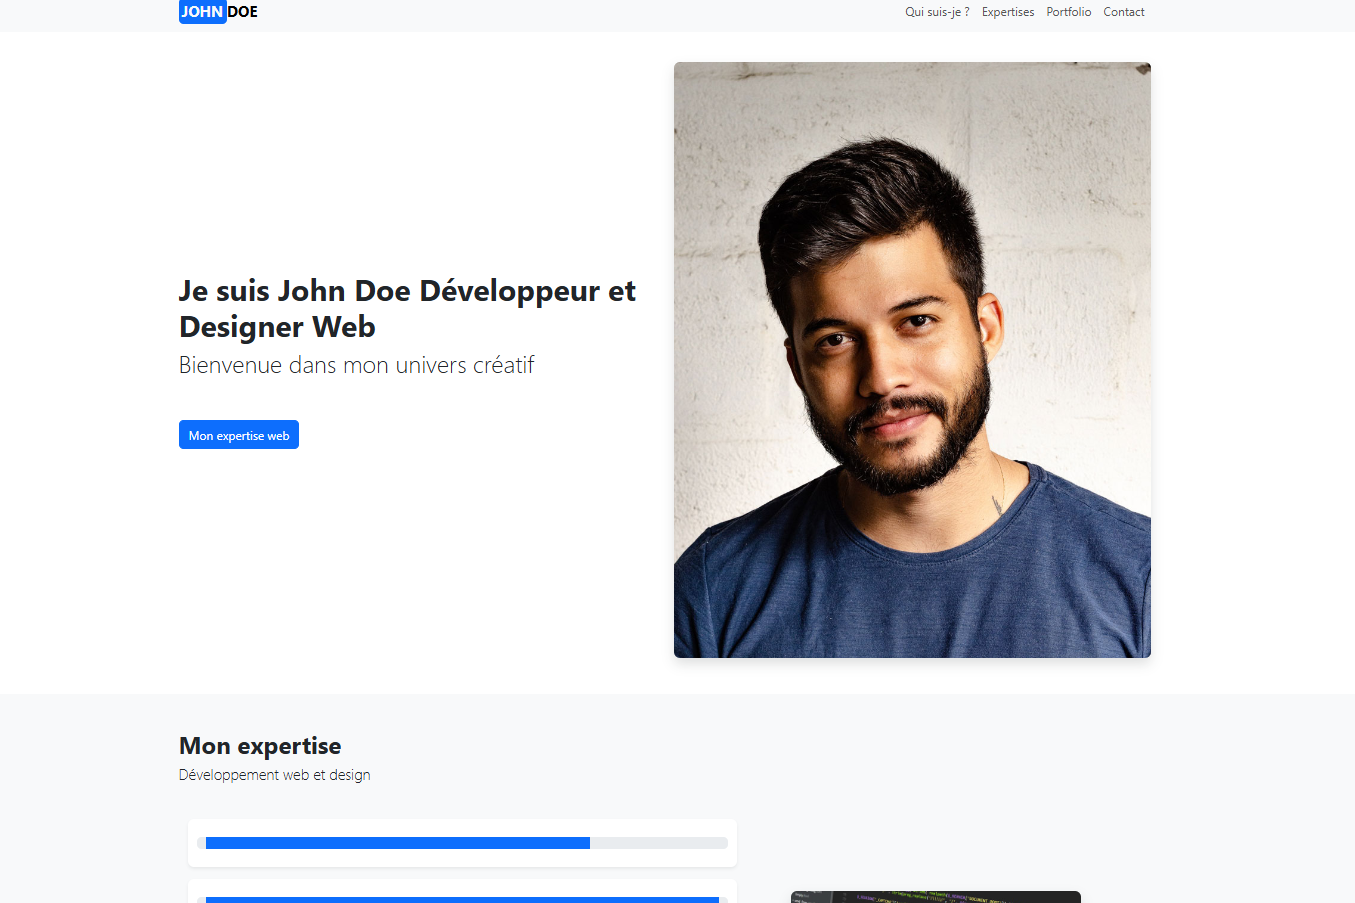 JOHN DOE
Qui suis-je ? Expertises Portfolio Contact
Je suis John Doe Développeur et
Designer Web
Bienvenue dans mon univers créatif
Mon expertise web
Mon expertise
Développement web et design